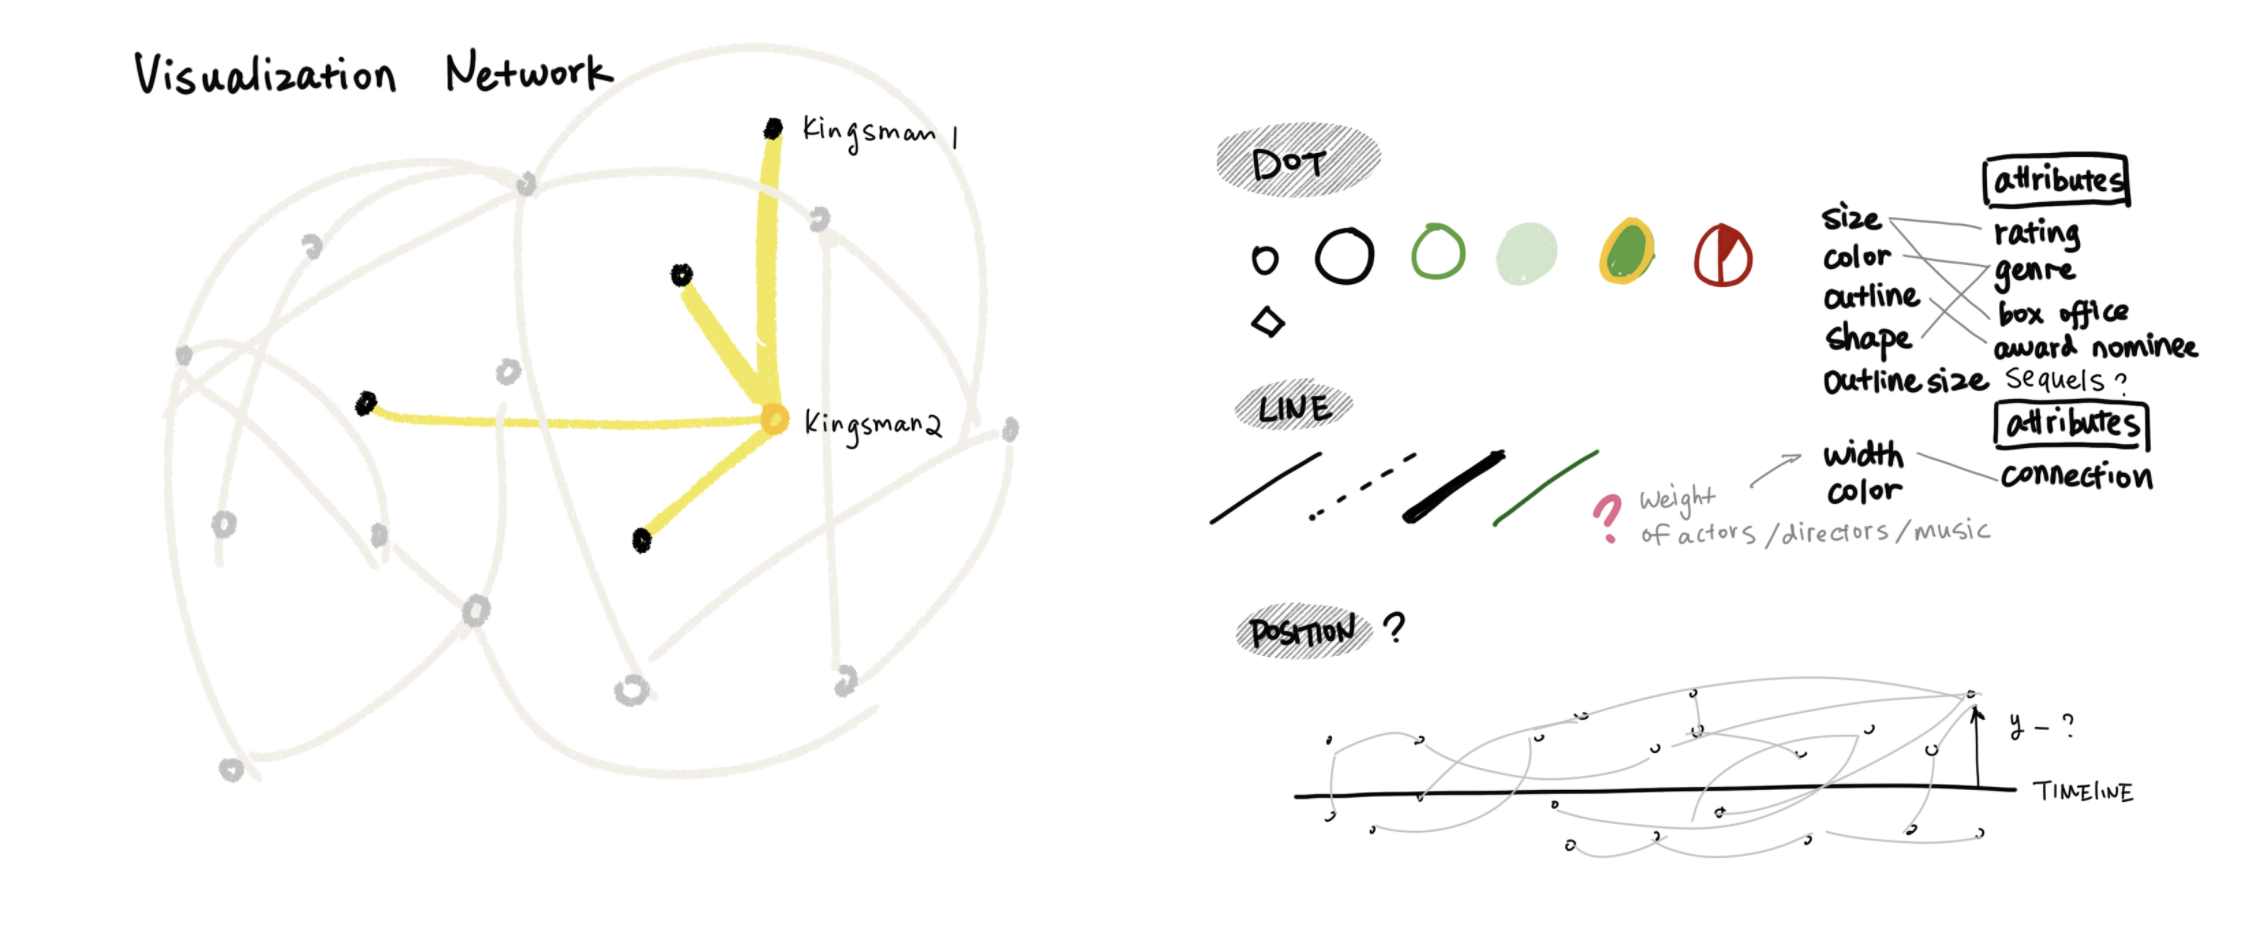 Visualization Network
Kingsman 1
Kingsman2
DOT
attributes
size
color
outline
shape
outline size
rating
genre
box office
award nominee
Sequels ?
LINE
attributes
width
color
connection
? Weight
of actors /directors /music
POSITION ?
y - ?
TIMELINE